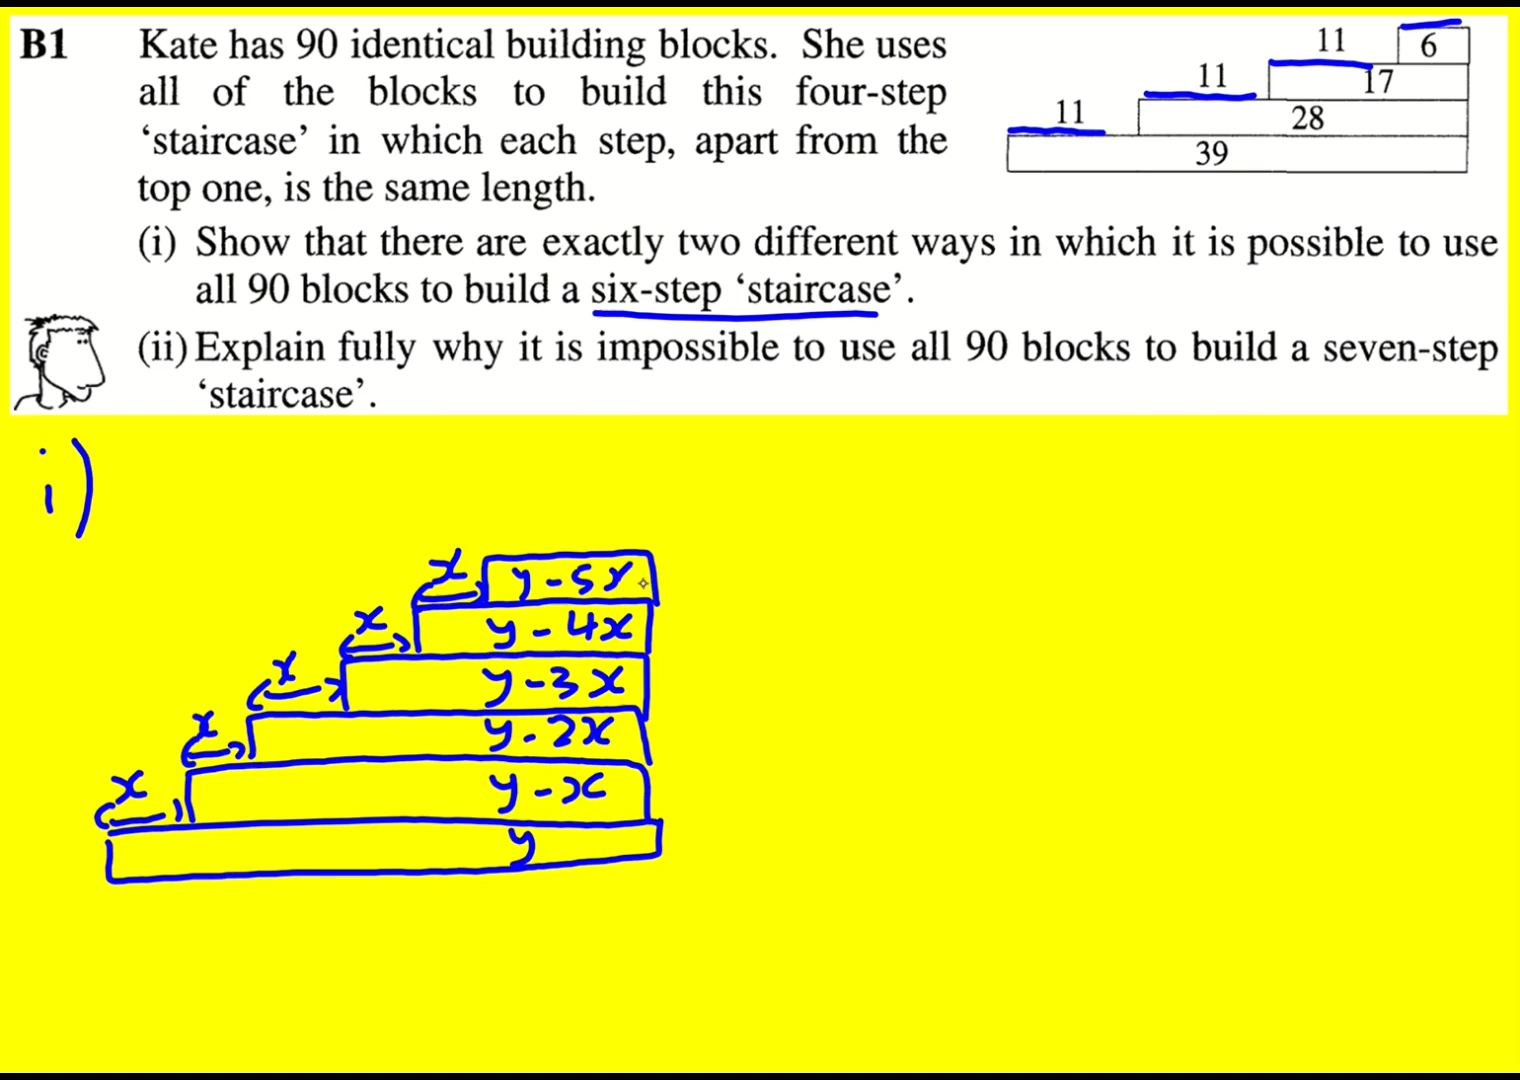 B1 Kate has 90 identical building blocks. She uses
all of the blocks to build this four-step
‘staircase’ in which each step, apart from the
top one, is the same length.
11 6
11 17
11 28
39
(i) Show that there are exactly two different ways in which it is possible to use
all 90 blocks to build a six-step ‘staircase’.
(ii) Explain fully why it is impossible to use all 90 blocks to build a seven-step
‘staircase’.
i)
x y - 5x
x y - 4x
x y - 3x
x y - 2x
x y - x
y